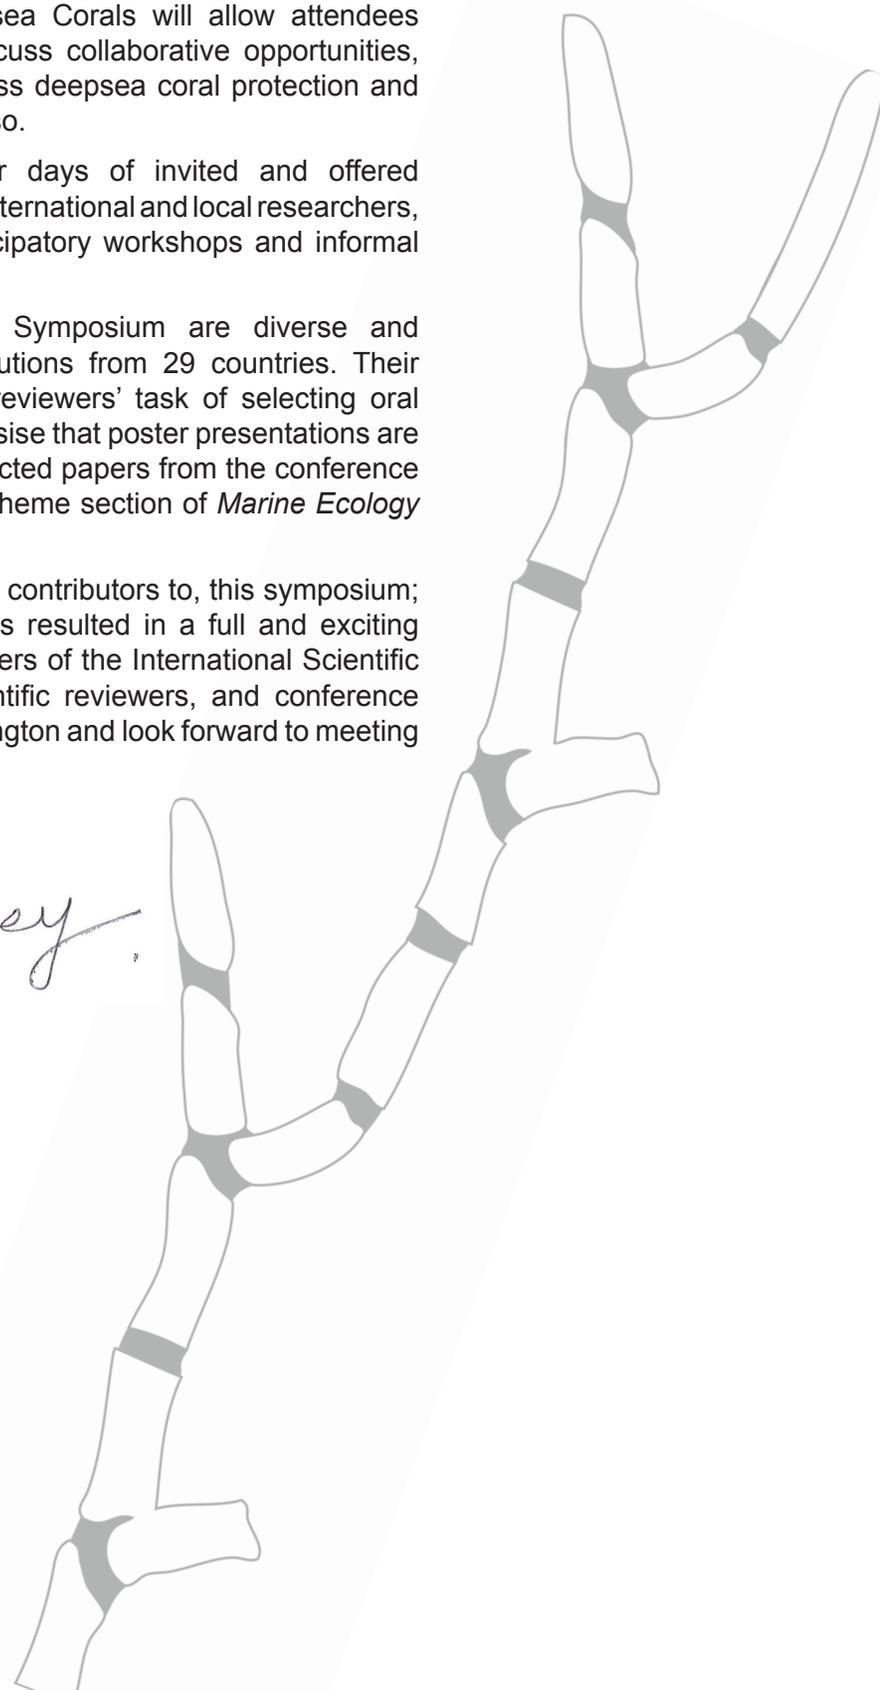 sea Corals will allow attendees
cuss collaborative opportunities,
ss deepsea coral protection and
so.
r days of invited and offered
ternational and local researchers,
cipatory workshops and informal
Symposium are diverse and
utions from 29 countries. Their
reviewers’ task of selecting oral
sise that poster presentations are
cted papers from the conference
heme section of Marine Ecology
contributors to, this symposium;
s resulted in a full and exciting
ers of the International Scientific
ntific reviewers, and conference
ngton and look forward to meeting
ey